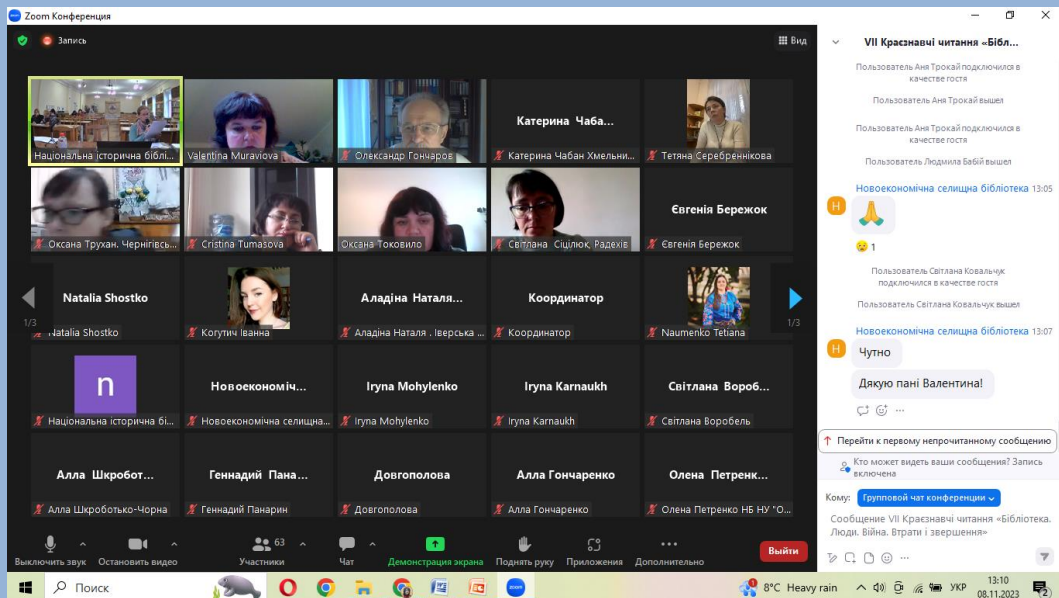 Zoom Конференция
Запись
Вид
Національна історична біблі...
Valentina Muraviova
Олександр Гончаров
Катерина Чаба...
Катерина Чабан Хмельни...
Тетяна Серебреннікова
Оксана Трухан. Чернігівсь...
Cristina Tumasova
Оксана Токовило
Світлана Сіцілюк, Радехів
Євгенія Бережок
Євгенія Бережок
Natalia Shostko
Natalia Shostko
Когутич Іванна
Аладіна Наталя...
Аладіна Наталя . Іверська ...
Координатор
Координатор
Naumenko Tetiana
1/3
1/3
n
Національна історична бі...
Новоекономіч...
Новоекономічна селищна...
Iryna Mohylenko
Iryna Mohylenko
Iryna Karnaukh
Iryna Karnaukh
Світлана Вороб...
Світлана Воробель
Алла Шкробот...
Алла Шкроботько-Чорна
Геннадий Пана...
Геннадий Панарин
Довгополова
Довгополова
Алла Гончаренко
Алла Гончаренко
Олена Петренк...
Олена Петренко НБ НУ "О...
Выключить звук
Остановить видео
63
Участники
Чат
Демонстрация экрана
Поднять руку
Приложения
Дополнительно
Выйти
VII Краєзнавчі читання «Бібл...
Пользователь Аня Трокай подключился в
качестве гостя
Пользователь Аня Трокай вышел
Пользователь Аня Трокай подключился в
качестве гостя
Пользователь Людмила Бабій вышел
Новоекономічна селищна бібліотека 13:05
Н
1
Пользователь Світлана Ковальчук
подключился в качестве гостя
Пользователь Світлана Ковальчук вышел
Новоекономічна селищна бібліотека 13:07
Н
Чутно
Дякую пані Валентина!
Перейти к первому непрочитанному сообщению
Кто может видеть ваши сообщения? Запись
включена
Кому: Групповой чат конференции
Сообщение VII Краєзнавчі читання «Бібліотека.
Люди. Війна. Втрати і звершення»
Поиск
zoom
8°C Heavy rain
УКР
13:10
08.11.2023
2